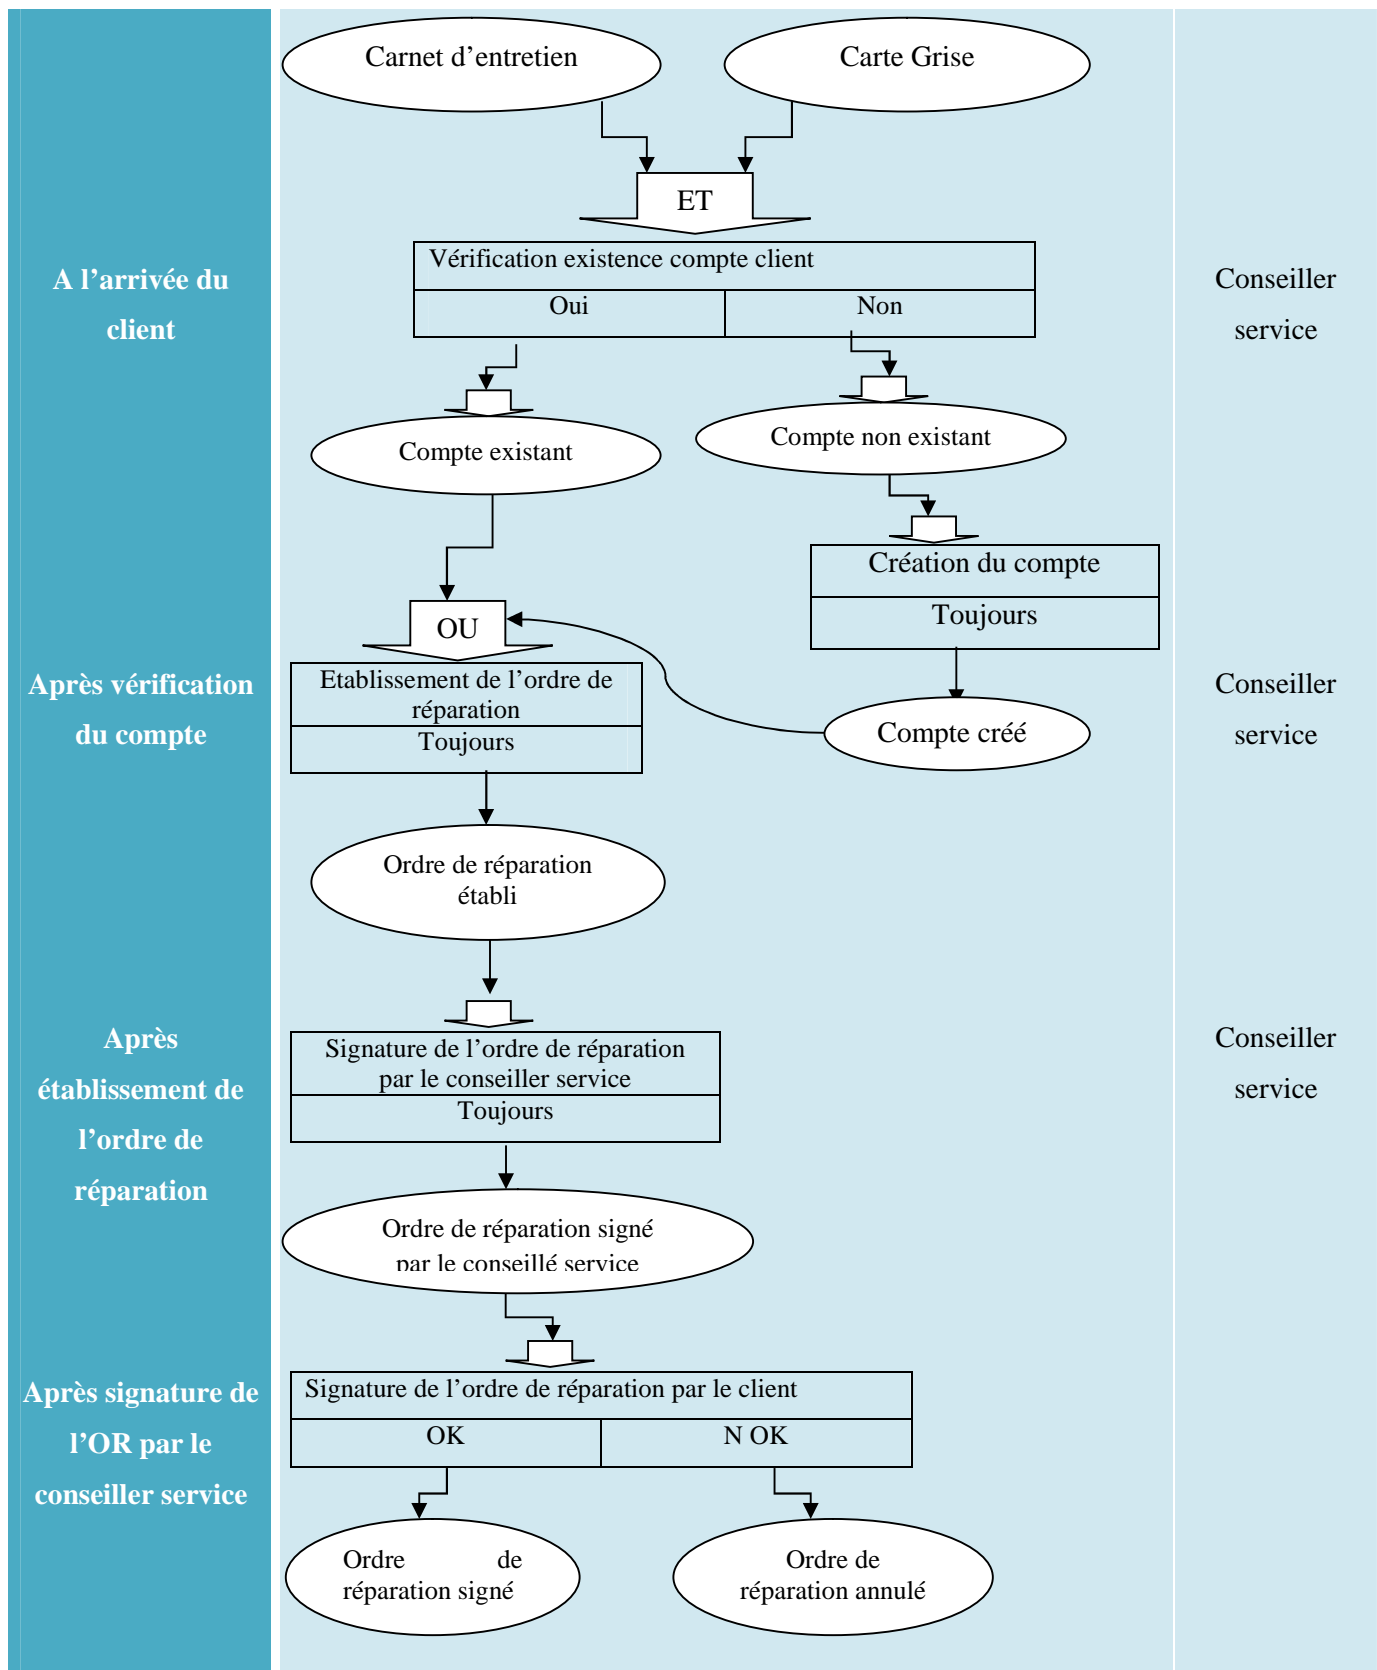 Carnet d'entretien
Carte Grise
ET
Vérification existence compte client
Oui
Non
A l'arrivée du
client
Conseiller
service
Compte existant
Compte non existant
Création du compte
Toujours
OU
Etablissement de l'ordre de
réparation
Toujours
Compte créé
Après vérification
du compte
Conseiller
service
Ordre de réparation
établi
Après
établissement de
l'ordre de
réparation
Signature de l'ordre de réparation
par le conseiller service
Toujours
Conseiller
service
Ordre de réparation signé
par le conseillé service
Après signature de
l'OR par le
conseiller service
Signature de l'ordre de réparation par le client
OK
N OK
Ordre de
réparation signé
Ordre de
réparation annulé